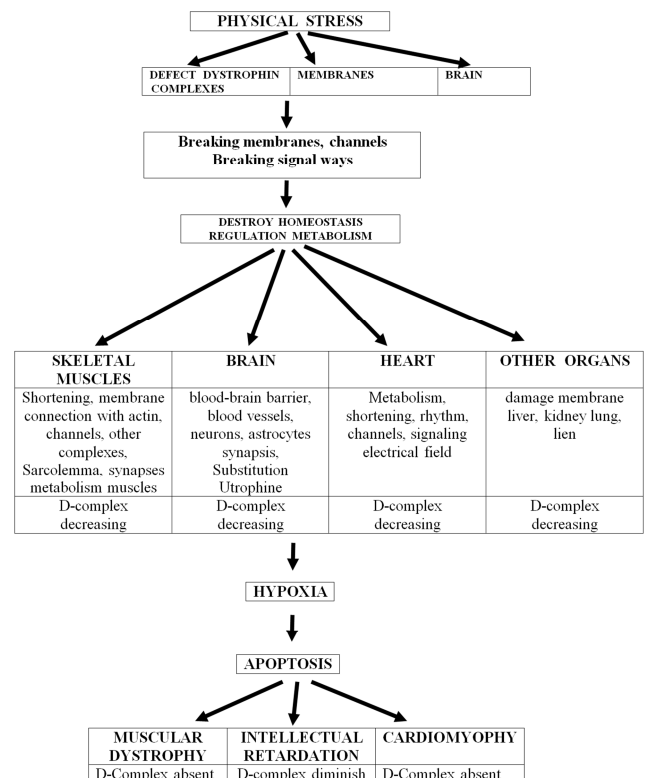 PHYSICAL STRESS
DEFECT DYSTROPHIN
COMPLEXES
MEMBRANES
BRAIN
Breaking membranes, channels
Breaking signal ways
DESTROY HOMEOSTASIS
REGULATION METABOLISM
SKELETAL
MUSCLES
BRAIN
HEART
OTHER ORGANS
Shortening, membrane
connection with actin,
channels, other
complexes,
Sarcolemma, synapses
metabolism muscles
blood-brain barrier,
blood vessels,
neurons, astrocytes
synapsis,
Substitution
Utrophine
Metabolism,
shortening, rhythm,
channels, signaling
electrical field
damage membrane
liver, kidney lung,
lien
D-complex
decreasing
D-complex
decreasing
D-complex
decreasing
D-complex
decreasing
HYPOXIA
APOPTOSIS
MUSCULAR
DYSTROPHY
INTELLECTUAL
RETARDATION
CARDIOMYOPHY
D-Complex absent
D-complex diminish
D-Complex absent